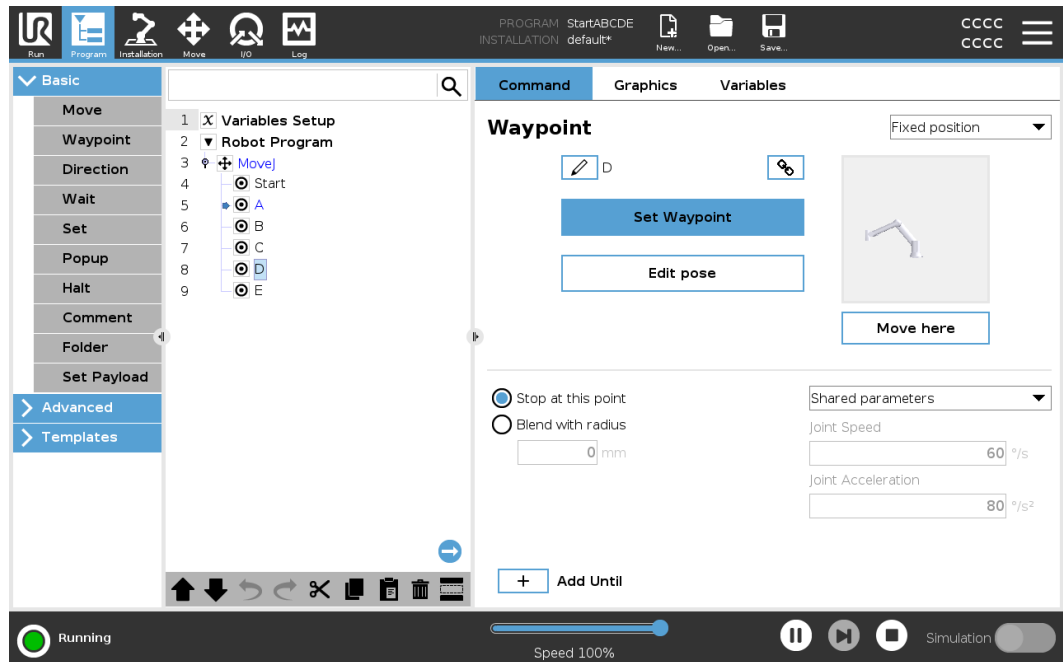 PROGRAM StartABCDE
INSTALLATION default*
CCCC
CCCC
Run Program Installation Move I/O Log New... Open... Save...
Basic
Command Graphics Variables
Move
Waypoint
Direction
Wait
Set
Popup
Halt
Comment
Folder
Set Payload
Advanced
Templates
1 X Variables Setup
2 Robot Program
3 MoveJ
4 Start
5 A
6 B
7 C
8 D
9 E
Waypoint
Fixed position
D
Set Waypoint
Edit pose
Move here
Stop at this point
Shared parameters
Blend with radius
Joint Speed
0 mm
60 °/s
Joint Acceleration
80 °/s²
+ Add Until
Running
Speed 100%
Simulation